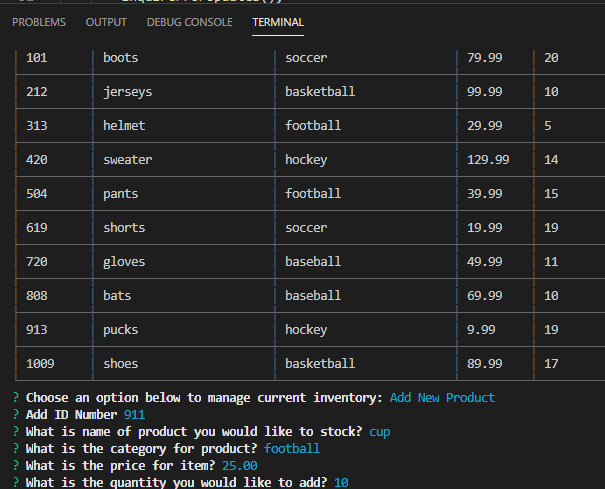 PROBLEMS OUTPUT DEBUG CONSOLE TERMINAL
101 boots soccer 79.99 20
212 jerseys basketball 99.99 10
313 helmet football 29.99 5
420 sweater hockey 129.99 14
504 pants football 39.99 15
619 shorts soccer 19.99 19
720 gloves baseball 49.99 11
808 bats baseball 69.99 10
913 pucks hockey 9.99 19
1009 shoes basketball 89.99 17
? Choose an option below to manage current inventory: Add New Product
? Add ID Number 911
? What is name of product you would like to stock? cup
? What is the category for product? football
? What is the price for item? 25.00
? What is the quantity you would like to add? 10